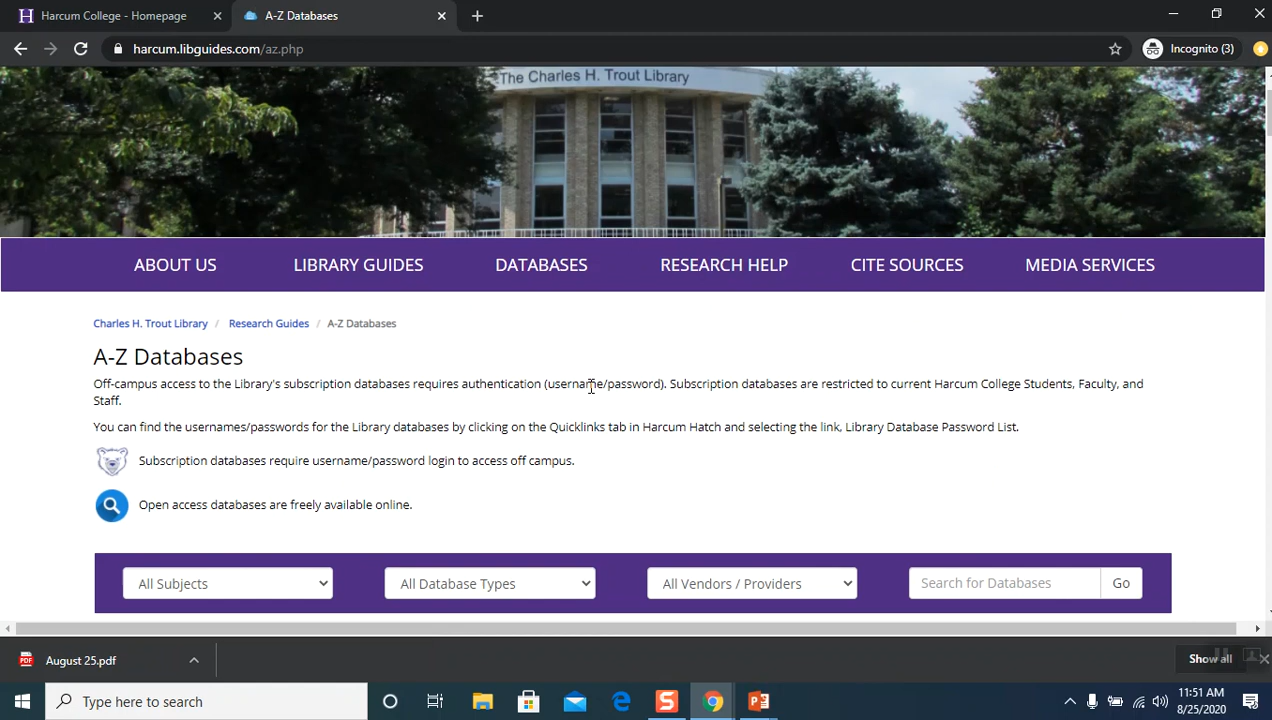 Harcum College - Homepage
A-Z Databases
harcum.libguides.com/az.php
Incognito (3)
The Charles H. Trout Library
ABOUT US
LIBRARY GUIDES
DATABASES
RESEARCH HELP
CITE SOURCES
MEDIA SERVICES
Charles H. Trout Library / Research Guides / A-Z Databases
A-Z Databases
Off-campus access to the Library's subscription databases requires authentication (username/password). Subscription databases are restricted to current Harcum College Students, Faculty, and
Staff.
You can find the usernames/passwords for the Library databases by clicking on the Quicklinks tab in Harcum Hatch and selecting the link, Library Database Password List.
Subscription databases require username/password login to access off campus.
Open access databases are freely available online.
All Subjects
All Database Types
All Vendors / Providers
Search for Databases
Go
PDF
August 25.pdf
Show all
Type here to search
11:51 AM
8/25/2020